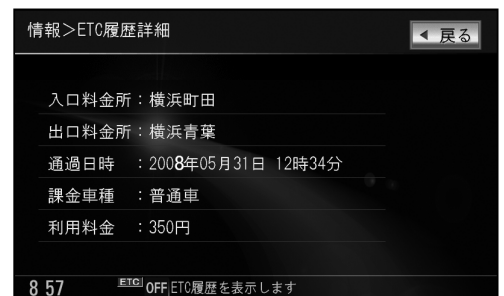 情報＞ETC履歴詳細
◀ 戻る
入口料金所：横浜町田
出口料金所：横浜青葉
通過日時　：2008年05月31日　12時34分
課金車種　：普通車
利用料金　：350円
8 57　ETC OFF ETC履歴を表示します